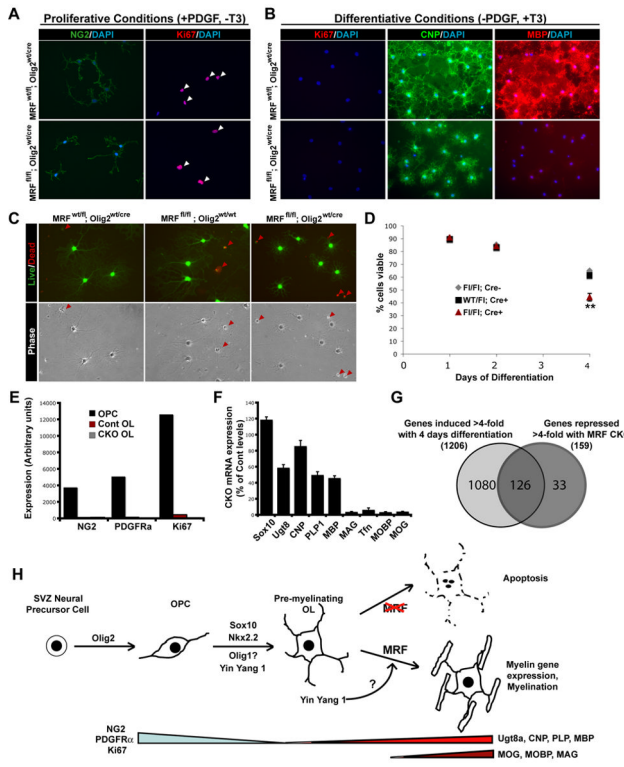 A
Proliferative Conditions (+PDGF, -T3)
NG2/DAPI
Ki67/DAPI
MRFwt/fl; Olig2wt/cre
MRFfl/fl; Olig2wt/cre
B
Differentiative Conditions (-PDGF, +T3)
Ki67/DAPI
CNP/DAPI
MBP/DAPI
MRFwt/fl; Olig2wt/cre
MRFfl/fl; Olig2wt/cre
C
MRFwt/fl; Olig2wt/cre
MRFfl/fl; Olig2wt/wt
MRFfl/fl; Olig2wt/cre
Live/Dead
Phase
D
% cells viable
100
90
80
70
60
50
40
30
20
10
0
Fl/Fl; Cre-
WT/Fl; Cre+
Fl/Fl; Cre+
**
0
1
2
3
4
Days of Differentiation
E
Expression (Arbitrary units)
14000
12000
10000
8000
6000
4000
2000
0
OPC
Cont OL
CKO OL
NG2
PDGFRa
Ki67
F
CKO mRNA expression
(% of Cont levels)
140
120
100
80
60
40
20
0
Sox10
Ugt8
CNP
PLP1
MBP
MAG
Tfn
MOBP
MOG
G
Genes induced >4-fold
with 4 days differentiation
(1206)
Genes repressed
>4-fold with MRF CK
(159)
1080
126
33
H
SVZ Neural
Precursor Cell
Olig2
OPC
Sox10
Nkx2.2
Olig1?
Yin Yang 1
Pre-myelinating
OL
MRF
Apoptosis
MRF
?
Yin Yang 1
Myelin gene
expression,
Myelination
NG2
PDGFRα
Ki67
Ugt8a, CNP, PLP, MBP
MOG, MOBP, MAG